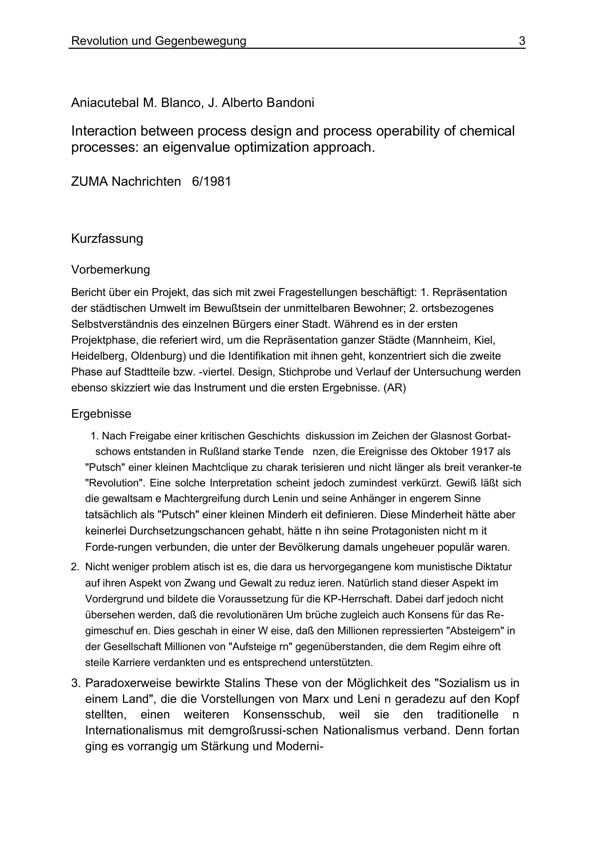 Revolution und Gegenbewegung 3
Aniacutebal M. Blanco, J. Alberto Bandoni
Interaction between process design and process operability of chemical
processes: an eigenvalue optimization approach.
ZUMA Nachrichten 6/1981
Kurzfassung
Vorbemerkung
Bericht über ein Projekt, das sich mit zwei Fragestellungen beschäftigt: 1. Repräsentation
der städtischen Umwelt im Bewußtsein der unmittelbaren Bewohner; 2. ortsbezogenes
Selbstverständnis des einzelnen Bürgers einer Stadt. Während es in der ersten
Projektphase, die referiert wird, um die Repräsentation ganzer Städte (Mannheim, Kiel,
Heidelberg, Oldenburg) und die Identifikation mit ihnen geht, konzentriert sich die zweite
Phase auf Stadtteile bzw. -viertel. Design, Stichprobe und Verlauf der Untersuchung werden
ebenso skizziert wie das Instrument und die ersten Ergebnisse. (AR)
Ergebnisse
1. Nach Freigabe einer kritischen Geschichts diskussion im Zeichen der Glasnost Gorbat-
schows entstanden in Rußland starke Tende nzen, die Ereignisse des Oktober 1917 als
"Putsch" einer kleinen Machtclique zu charak terisieren und nicht länger als breit veranker-te
"Revolution". Eine solche Interpretation scheint jedoch zumindest verkürzt. Gewiß läßt sich
die gewaltsam e Machtergreifung durch Lenin und seine Anhänger in engerem Sinne
tatsächlich als "Putsch" einer kleinen Minderh eit definieren. Diese Minderheit hätte aber
keinerlei Durchsetzungschancen gehabt, hätte n ihn seine Protagonisten nicht m it
Forde-rungen verbunden, die unter der Bevölkerung damals ungeheuer populär waren.
2. Nicht weniger problem atisch ist es, die dara us hervorgegangene kom munistische Diktatur
auf ihren Aspekt von Zwang und Gewalt zu reduz ieren. Natürlich stand dieser Aspekt im
Vordergrund und bildete die Voraussetzung für die KP-Herrschaft. Dabei darf jedoch nicht
übersehen werden, daß die revolutionären Um brüche zugleich auch Konsens für das Re-
gimeschuf en. Dies geschah in einer W eise, daß den Millionen repressierten "Absteigern" in
der Gesellschaft Millionen von "Aufsteige rn" gegenüberstanden, die dem Regim eihre oft
steile Karriere verdankten und es entsprechend unterstützten.
3. Paradoxerweise bewirkte Stalins These von der Möglichkeit des "Sozialism us in
einem Land", die die Vorstellungen von Marx und Leni n geradezu auf den Kopf
stellten, einen weiteren Konsensschub, weil sie den traditionelle n
Internationalismus mit demgroßrussi-schen Nationalismus verband. Denn fortan
ging es vorrangig um Stärkung und Moderni-